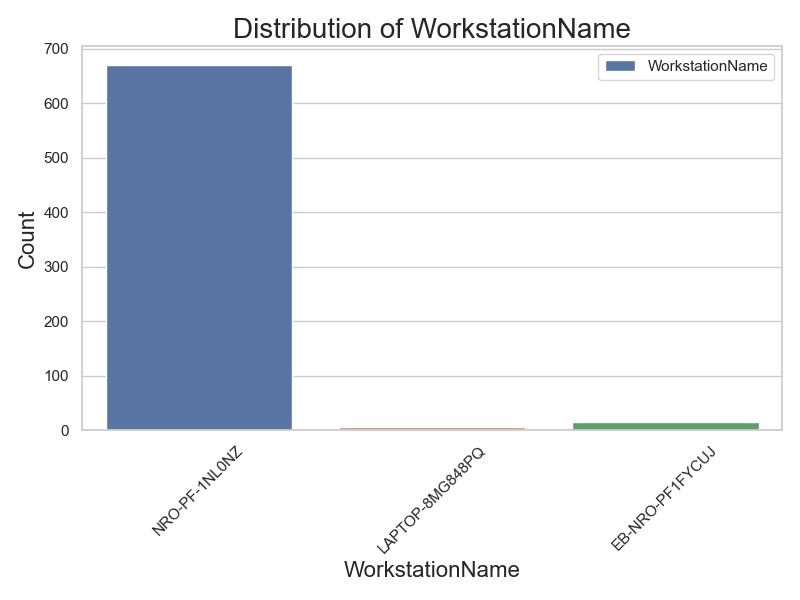 Distribution of WorkstationName
WorkstationName
Count
700
600
500
400
300
200
100
0
NRO-PF-1NL0NZ
LAPTOP-8MG848PQ
EB-NRO-PF1FYCUJ
WorkstationName